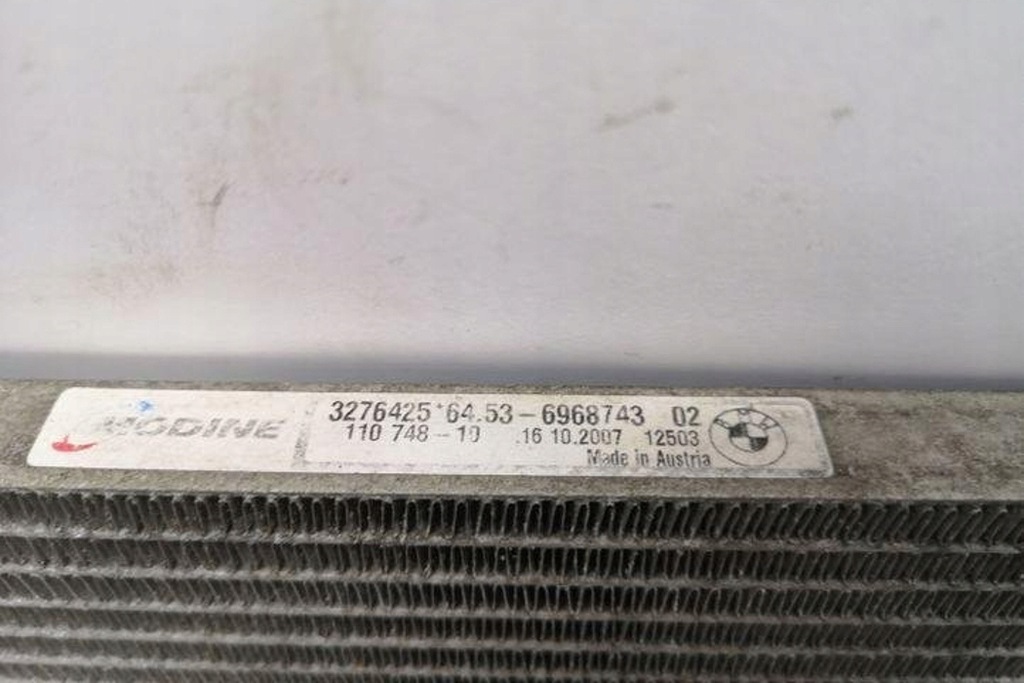 MODINE
3276425*64.53-6968743 02
110 748-10 .16 10.2007 12503
Made in Austria